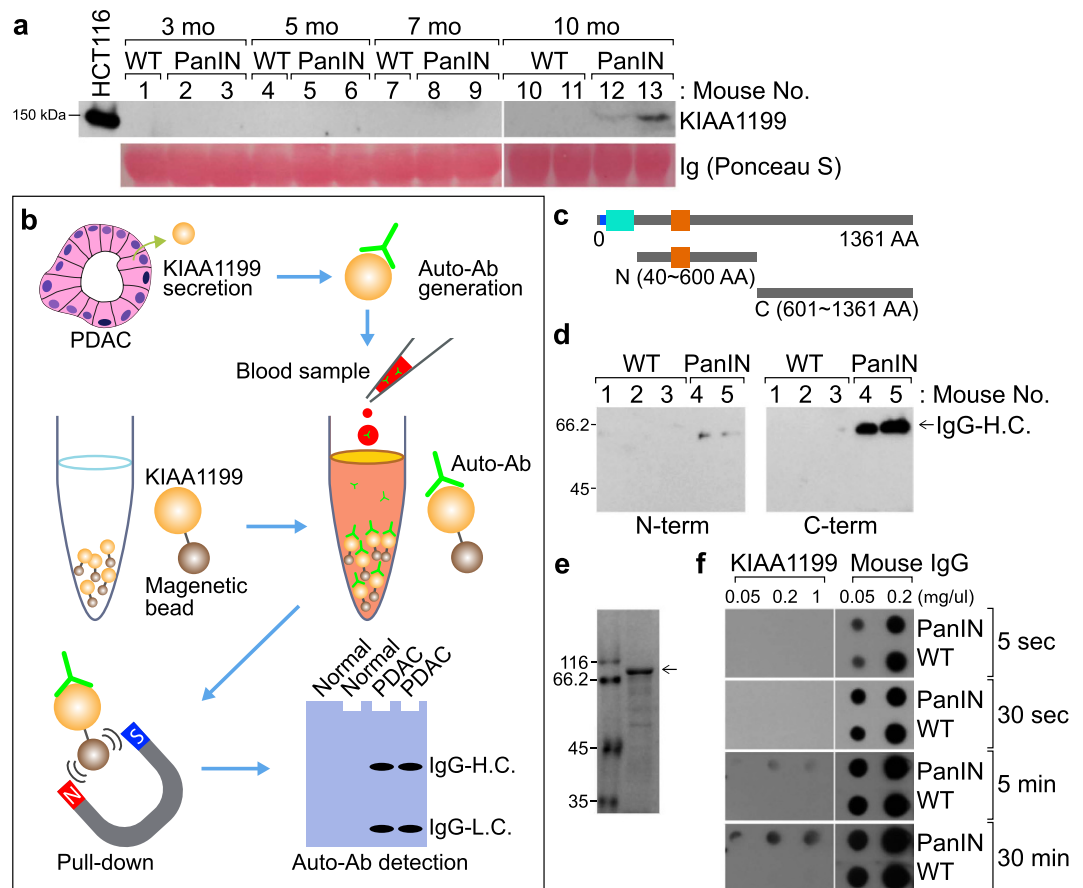 a
3 mo 5 mo 7 mo 10 mo
HCT116
WT PanIN WT PanIN WT PanIN WT PanIN
1 2 3 4 5 6 7 8 9 10 11 12 13 : Mouse No.
150 kDa
KIAA1199
Ig (Ponceau S)
b
KIAA1199
secretion
PDAC
Auto-Ab
generation
Blood sample
KIAA1199
Magenetic
bead
Auto-Ab
N
S
Pull-down
Normal
Normal
PDAC
PDAC
IgG-H.C.
IgG-L.C.
Auto-Ab detection
c
0 1361 AA
N (40~600 AA)
C (601~1361 AA)
d
WT PanIN WT PanIN
1 2 3 4 5 1 2 3 4 5 : Mouse No.
66.2
←IgG-H.C.
45
N-term C-term
e
116
66.2
45
35
f
KIAA1199 Mouse IgG
0.05 0.2 1 0.05 0.2 (mg/ul)
PanIN
WT
5 sec
PanIN
WT
30 sec
PanIN
WT
5 min
PanIN
WT
30 min